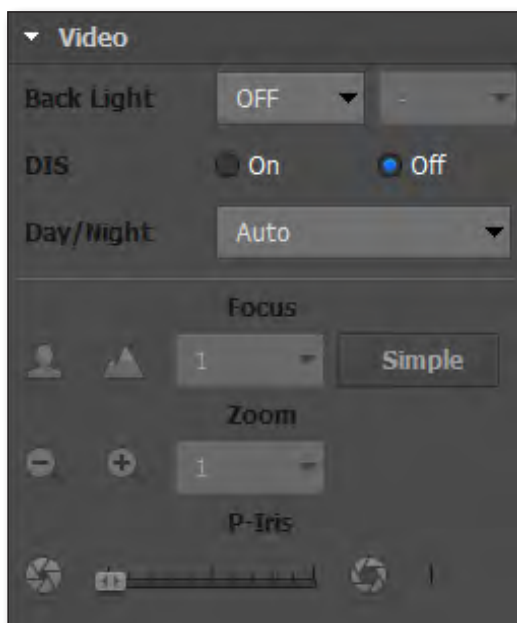 Video
Back Light OFF -
DIS On Off
Day/Night Auto
Focus
1 Simple
Zoom
1
P-Iris